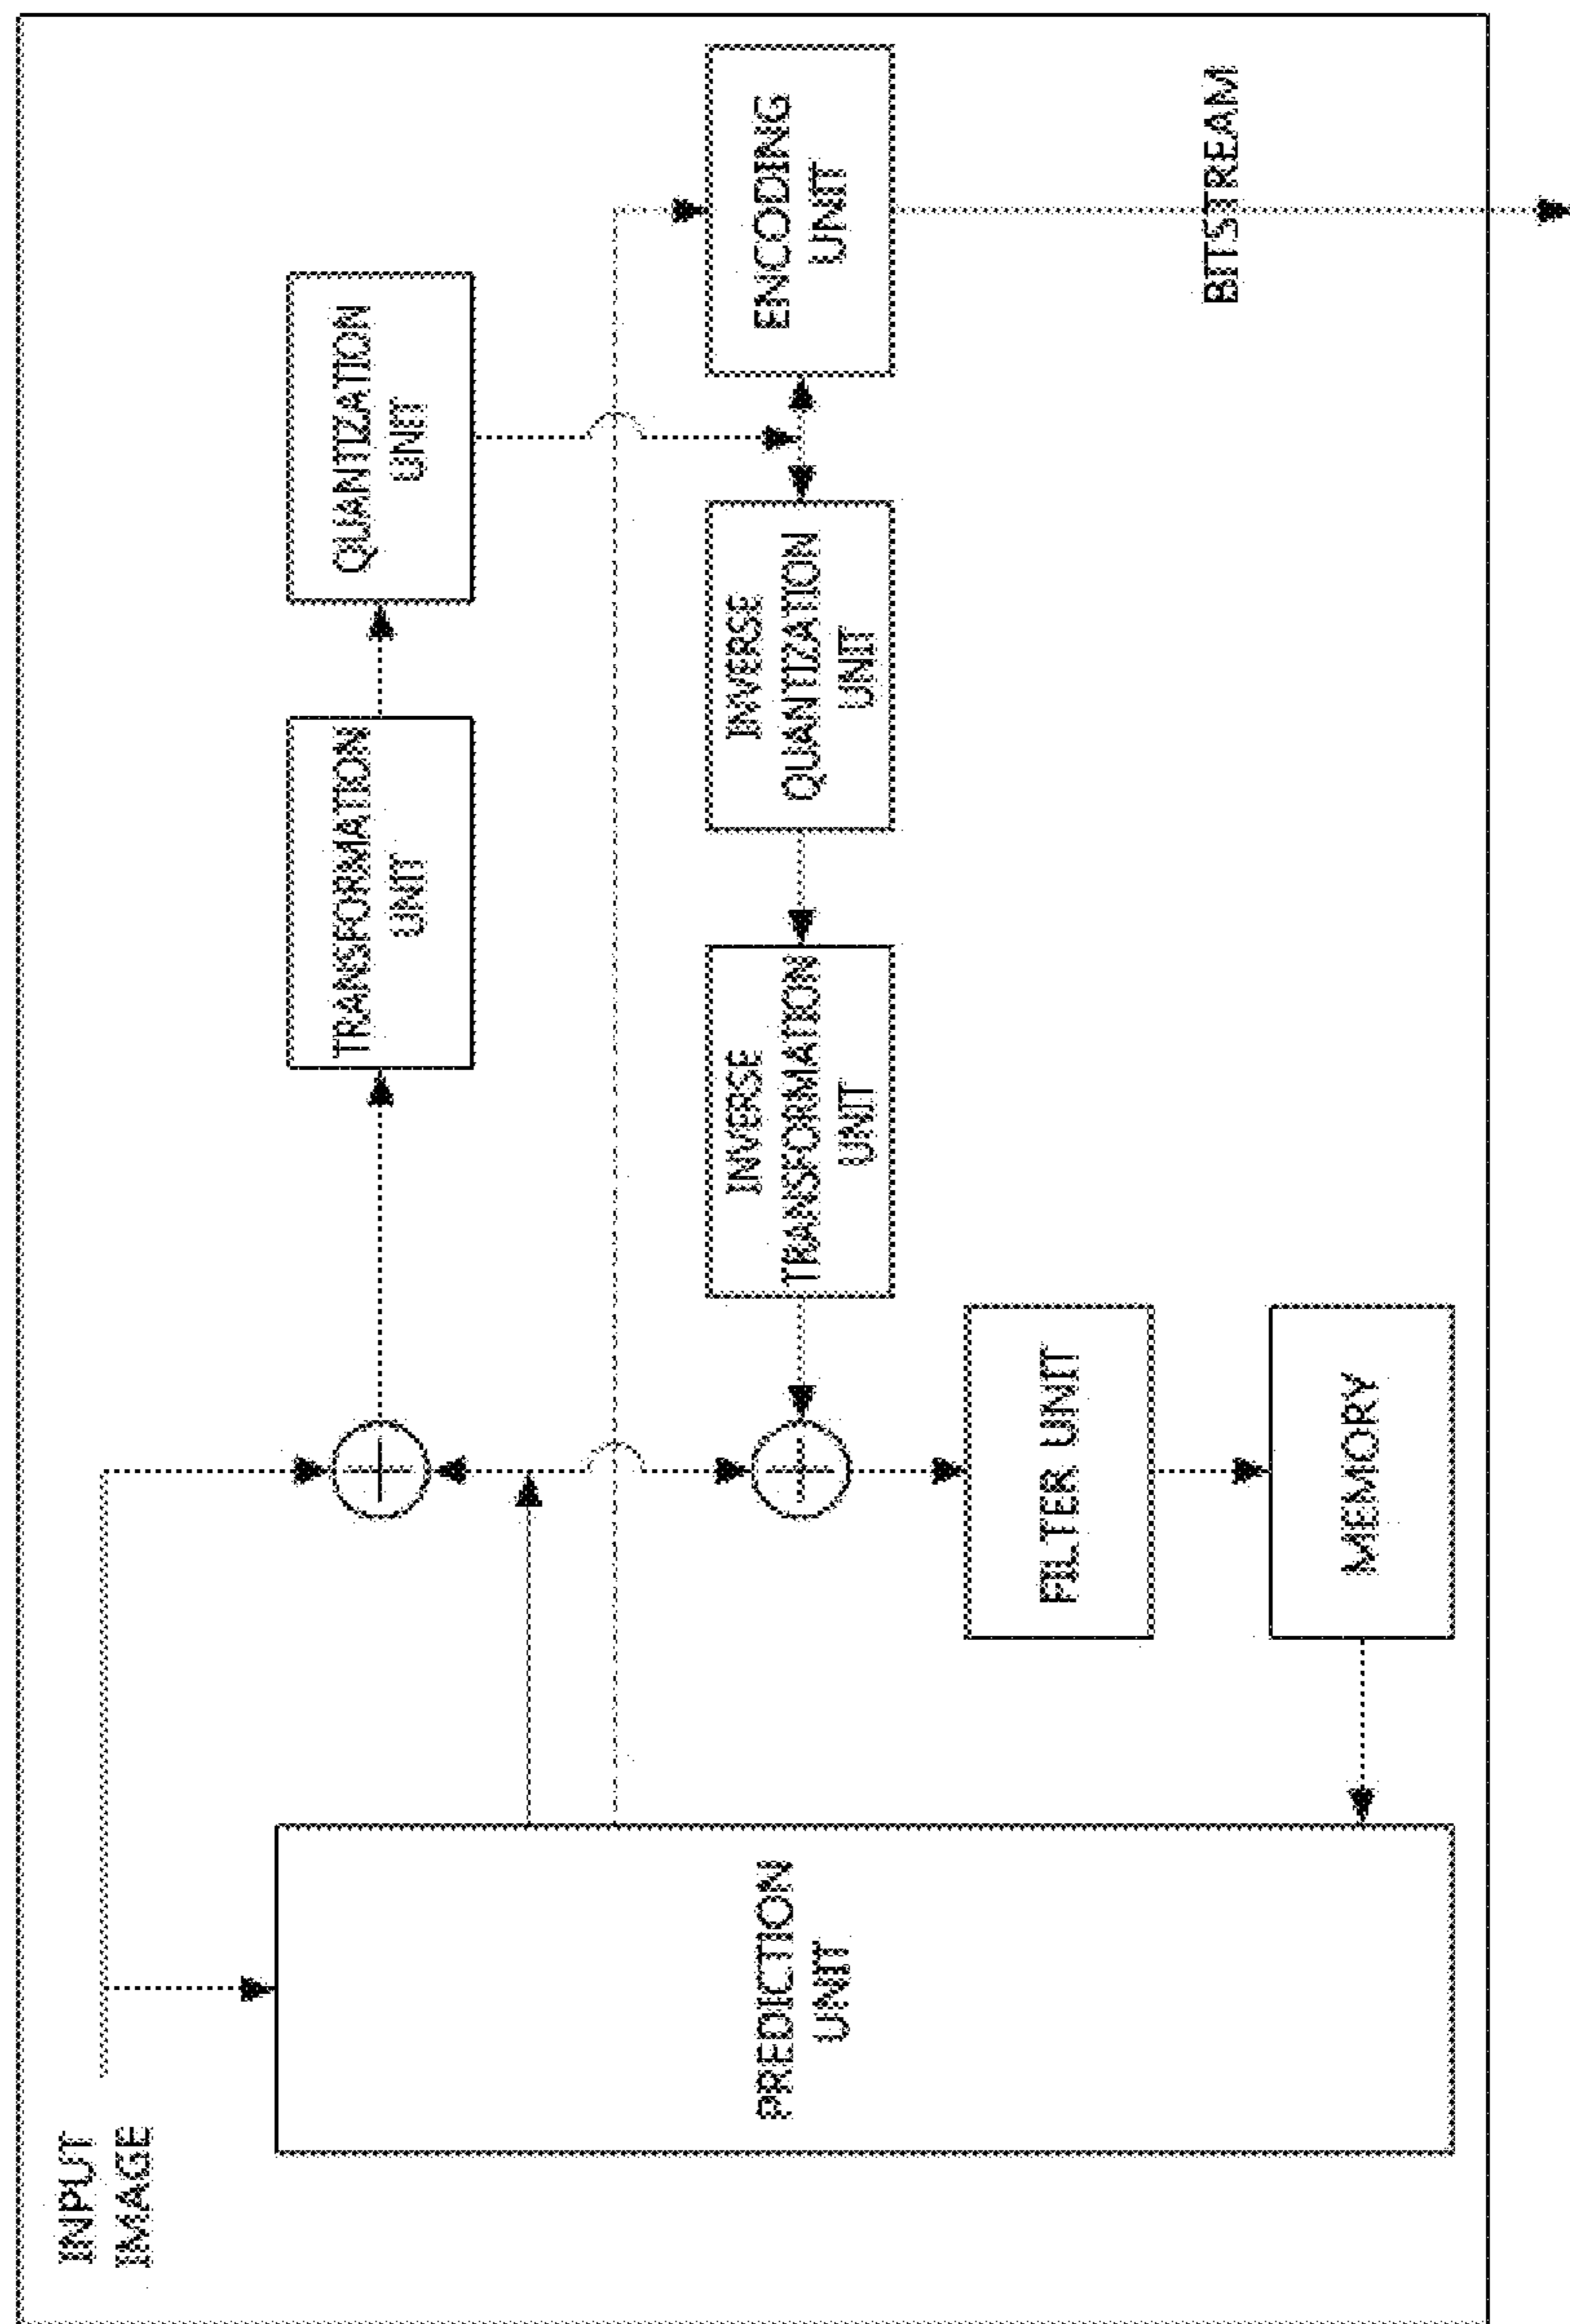 INPUT
IMAGE
TRANSFORMATION
UNIT
QUANTIZATION
UNIT
PREDICTION
UNIT
INVERSE
TRANSFORMATION
UNIT
INVERSE
QUANTIZATION
UNIT
ENCODING
UNIT
FILTER UNIT
MEMORY
BITSTREAM